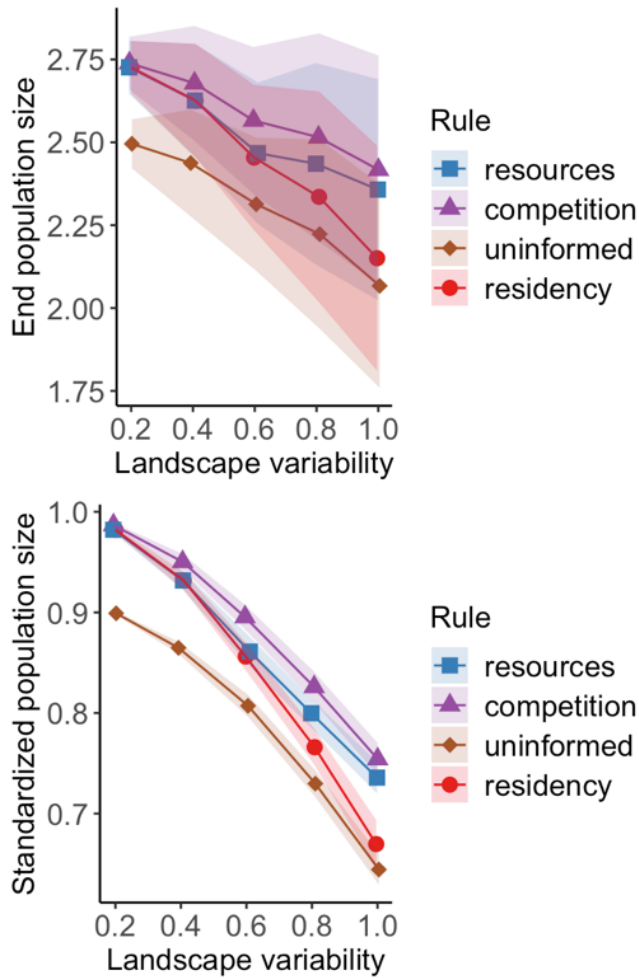 End population size
2.75
2.50
2.25
2.00
1.75
0.2 0.4 0.6 0.8 1.0
Landscape variability
Rule
resources
competition
uninformed
residency
Standardized population size
1.0
0.9
0.8
0.7
0.2 0.4 0.6 0.8 1.0
Landscape variability
Rule
resources
competition
uninformed
residency